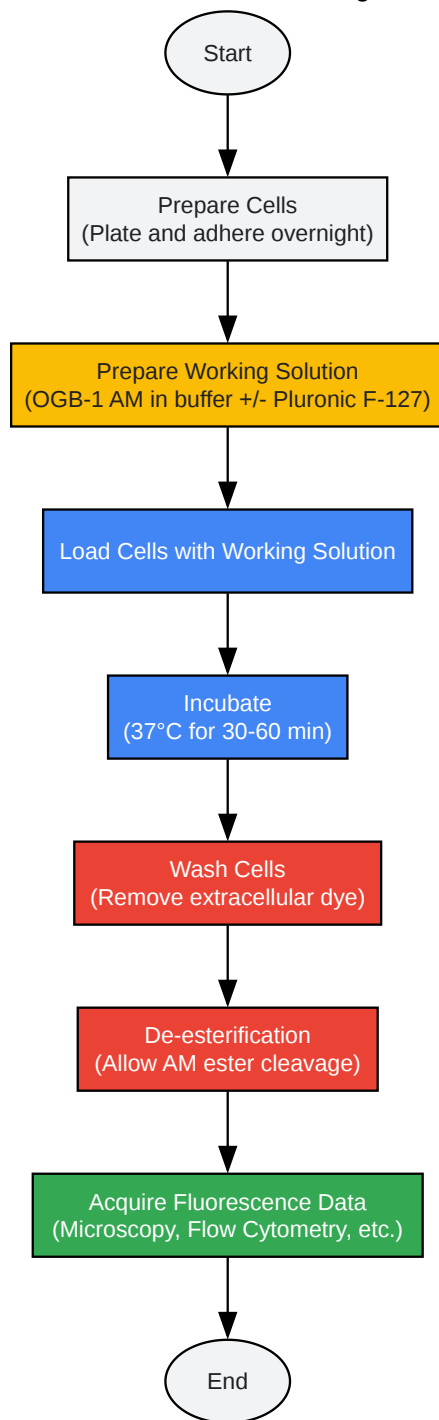 Start
Prepare Cells
(Plate and adhere overnight)
Prepare Working Solution
(OGB-1 AM in buffer +/- Pluronic F-127)
Load Cells with Working Solution
Incubate
(37°C for 30-60 min)
Wash Cells
(Remove extracellular dye)
De-esterification
(Allow AM ester cleavage)
Acquire Fluorescence Data
(Microscopy, Flow Cytometry, etc.)
End